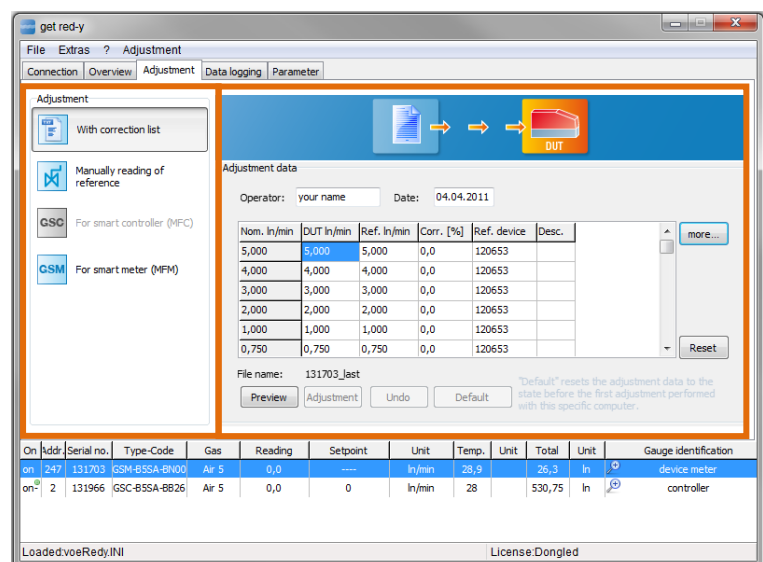 get red-y
File Extras ? Adjustment
Connection Overview Adjustment Data logging Parameter
Adjustment
With correction list
Manually reading of
reference
GSC For smart controller (MFC)
GSM For smart meter (MFM)
DUT
Adjustment data
Operator: your name Date: 04.04.2011
Nom. ln/min DUT ln/min Ref. ln/min Corr. [%] Ref. device Desc.
5,000 5,000 5,000 0,0 120653
4,000 4,000 4,000 0,0 120653
3,000 3,000 3,000 0,0 120653
2,000 2,000 2,000 0,0 120653
1,000 1,000 1,000 0,0 120653
0,750 0,750 0,750 0,0 120653
more...
Reset
File name: 131703_last
Preview Adjustment Undo Default
"Default" resets the adjustment data to the
state before the first adjustment performed
with this specific computer.
On Addr. Serial no. Type-Code Gas Reading Setpoint Unit Temp. Unit Total Unit Gauge identification
on 247 131703 GSM-B5SA-BN00 Air 5 0,0 ---- ln/min 28,9 26,3 ln device meter
on- 2 131966 GSC-B5SA-BB26 Air 5 0,0 0 ln/min 28 530,75 ln controller
Loaded:voeRedy.INI License:Dongled